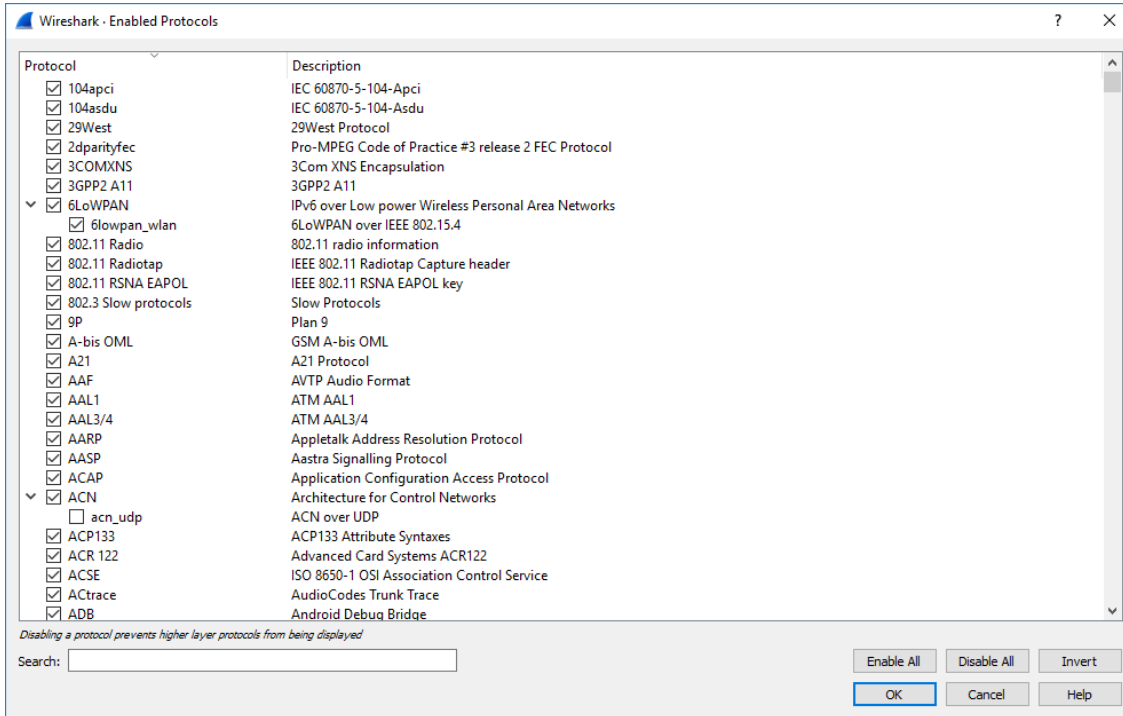 Wireshark · Enabled Protocols ?
Protocol Description
104apci IEC 60870-5-104-Apci
104asdu IEC 60870-5-104-Asdu
29West 29West Protocol
2dparityfec Pro-MPEG Code of Practice #3 release 2 FEC Protocol
3COMXNS 3Com XNS Encapsulation
3GPP2 A11 3GPP2 A11
6LoWPAN IPv6 over Low power Wireless Personal Area Networks
6lowpan_wlan 6LoWPAN over IEEE 802.15.4
802.11 Radio 802.11 radio information
802.11 Radiotap IEEE 802.11 Radiotap Capture header
802.11 RSNA EAPOL IEEE 802.11 RSNA EAPOL key
802.3 Slow protocols Slow Protocols
9P Plan 9
A-bis OML GSM A-bis OML
A21 A21 Protocol
AAF AVTP Audio Format
AAL1 ATM AAL1
AAL3/4 ATM AAL3/4
AARP Appletalk Address Resolution Protocol
AASP Aastra Signalling Protocol
ACAP Application Configuration Access Protocol
ACN Architecture for Control Networks
acn_udp ACN over UDP
ACP133 ACP133 Attribute Syntaxes
ACR 122 Advanced Card Systems ACR122
ACSE ISO 8650-1 OSI Association Control Service
ACtrace AudioCodes Trunk Trace
ADB Android Debug Bridge
Disabling a protocol prevents higher layer protocols from being displayed
Search: Enable All Disable All Invert
OK Cancel Help